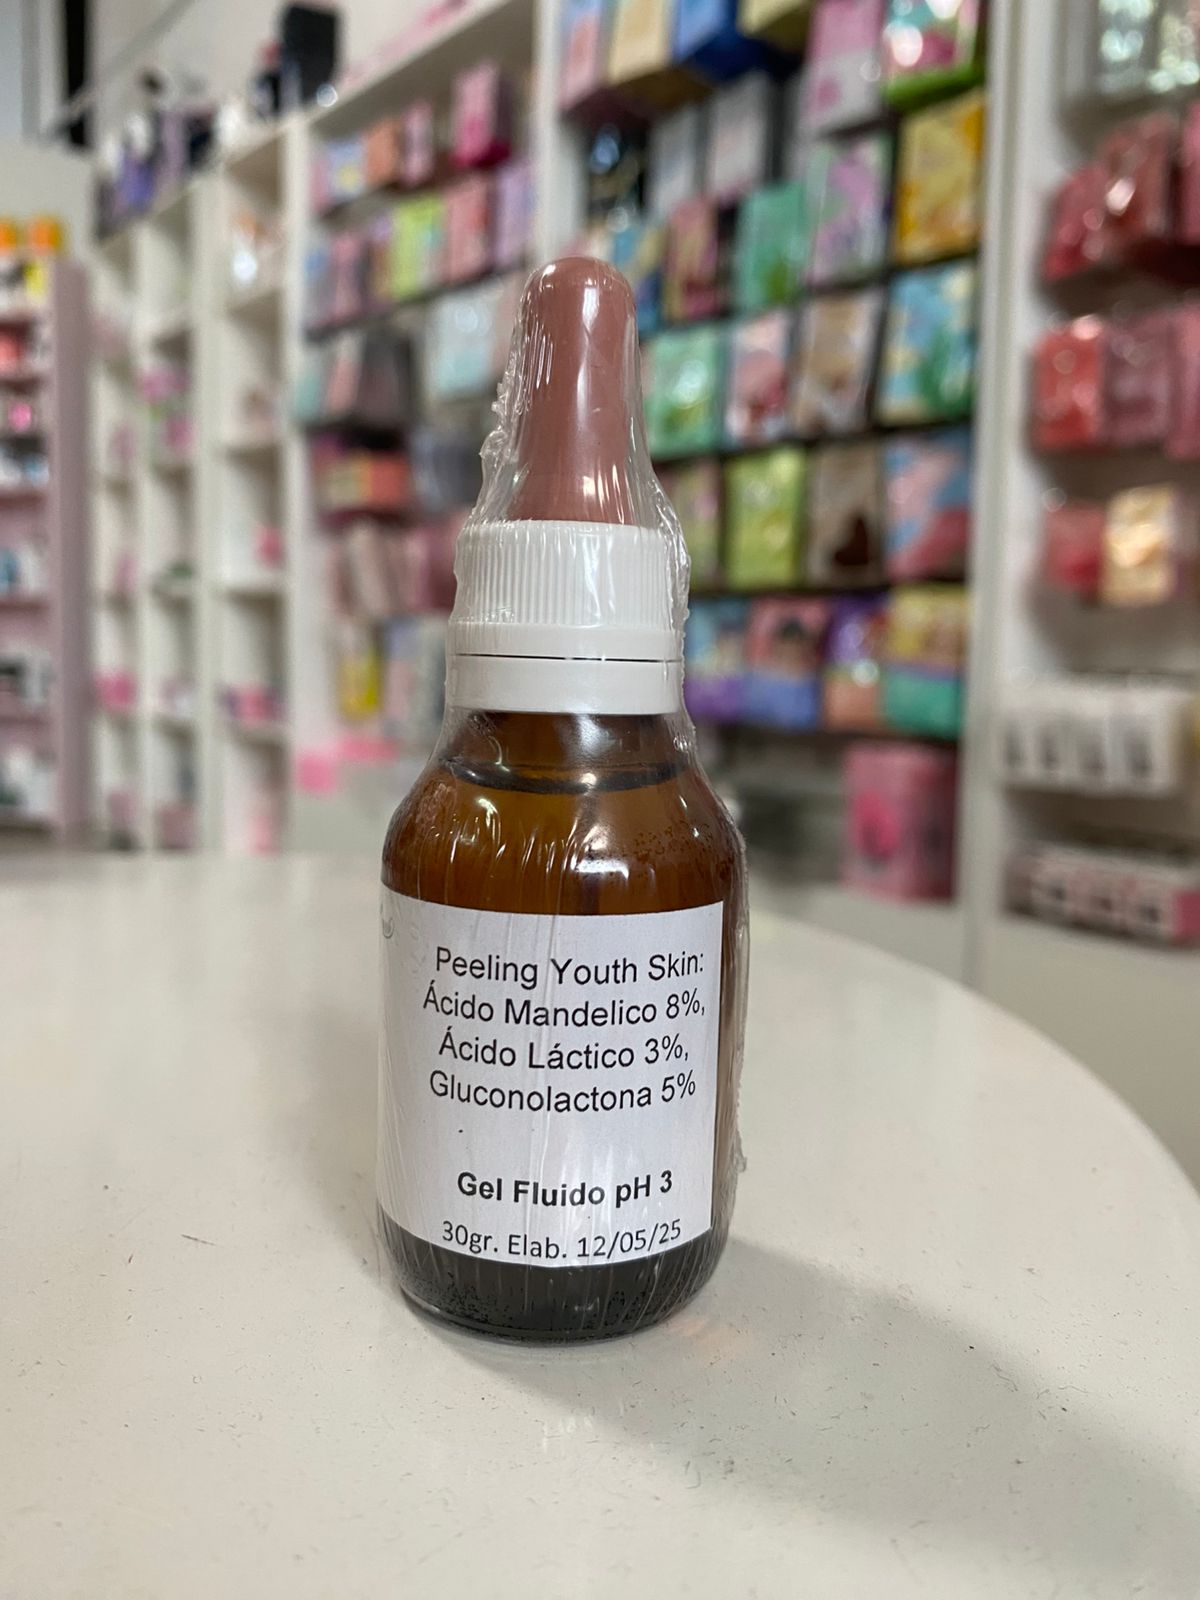 Peeling Youth Skin:
Ácido Mandelico 8%,
Ácido Láctico 3%,
Gluconolactona 5%
Gel Fluido pH 3
30gr. Elab. 12/05/25